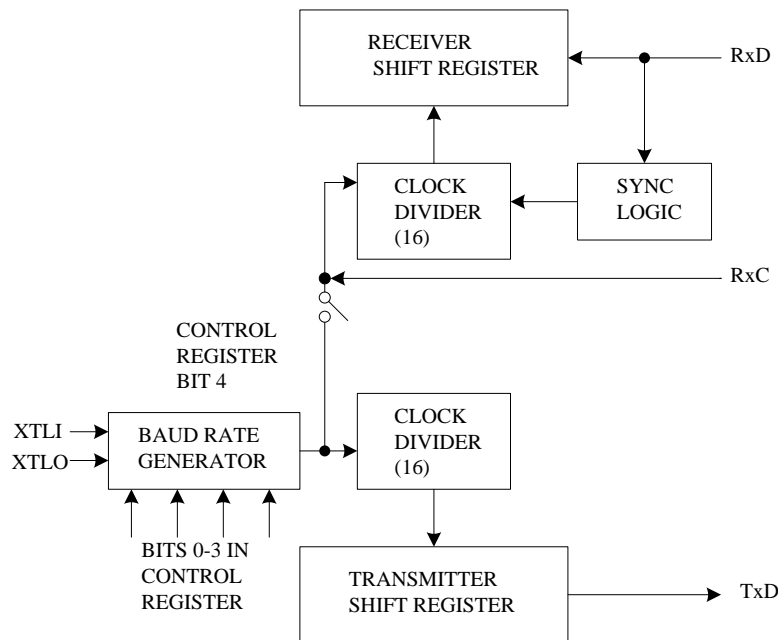 RECEIVER
SHIFT REGISTER
RxD
CLOCK
DIVIDER
(16)
SYNC
LOGIC
RxC
CONTROL
REGISTER
BIT 4
XTLI
XTLO
BAUD RATE
GENERATOR
CLOCK
DIVIDER
(16)
BITS 0-3 IN
CONTROL
REGISTER
TRANSMITTER
SHIFT REGISTER
TxD